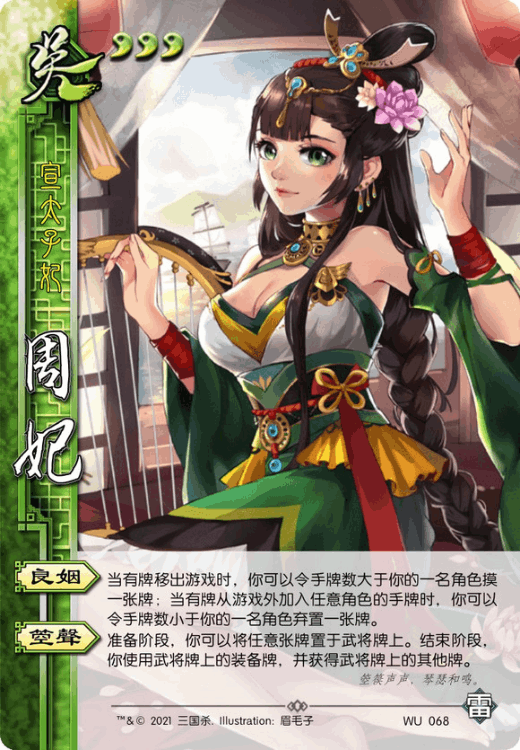 吴
宣太子妃
周妃
良姻
当有牌移出游戏时，你可以令手牌数大于你的一名角色摸
一张牌；当有牌从游戏外加入任意角色的手牌时，你可以
令手牌数小于你的一名角色弃置一张牌。
箜聲
准备阶段，你可以将任意张牌置于武将牌上。结束阶段，
你使用武将牌上的装备牌，并获得武将牌上的其他牌。
箜篌声声，琴瑟和鸣。
™&© 2021 三国杀. Illustration: 眉毛子
WU 068
雷